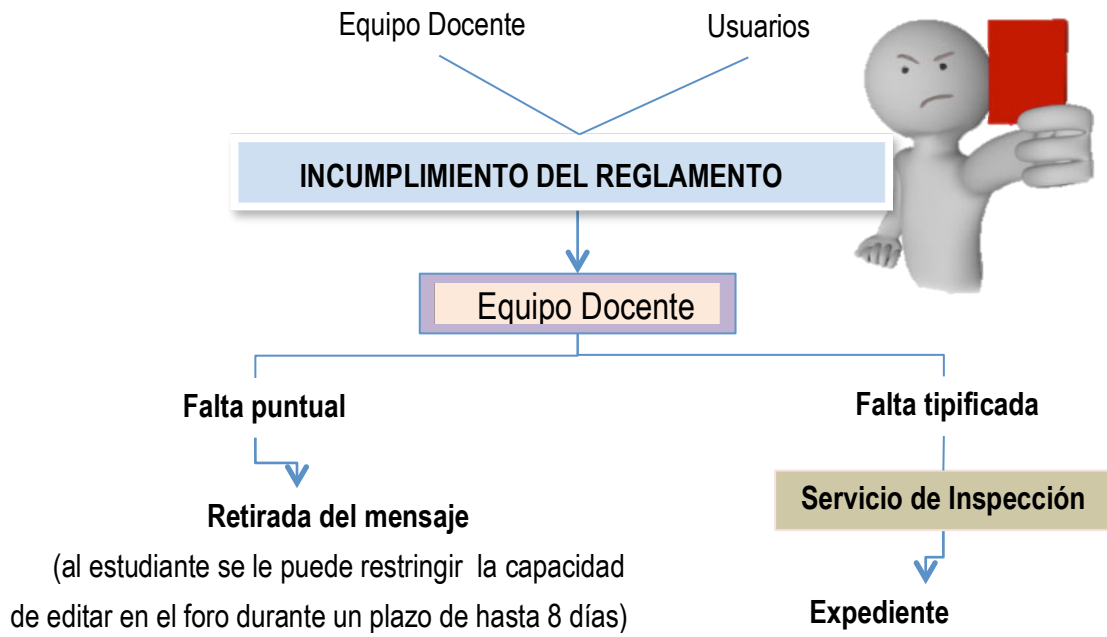 Equipo Docente
Usuarios
INCUMPLIMIENTO DEL REGLAMENTO
Equipo Docente
Falta puntual
Falta tipificada
Retirada del mensaje
(al estudiante se le puede restringir la capacidad
de editar en el foro durante un plazo de hasta 8 días)
Servicio de Inspección
Expediente